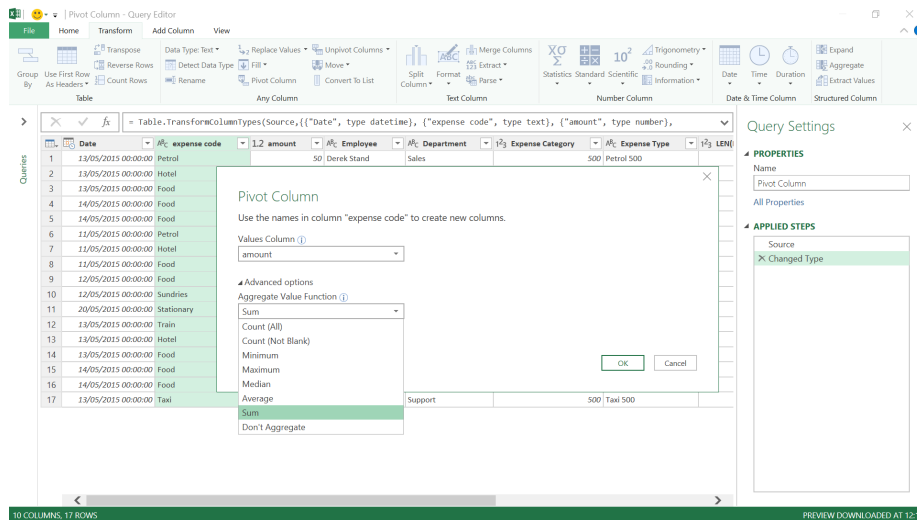 Pivot Column - Query Editor
File Home Transform Add Column View
Transpose Data Type: Text Replace Values Unpivot Columns Merge Columns Trigonometry Expand
Reverse Rows Detect Data Type Fill Move Extract Rounding Aggregate
Group By Use First Row As Headers Count Rows Rename Pivot Column Convert To List Split Column Format Parse Statistics Standard Scientific Information Date Time Duration Extract Values
Table Any Column Text Column Number Column Date & Time Column Structured Column
fx = Table.TransformColumnTypes(Source,{{"Date", type datetime}, {"expense code", type text}, {"amount", type number},
Date ABC expense code 1.2 amount ABC Employee ABC Department 123 Expense Category ABC Expense Type 123 LEN(
1 13/05/2015 00:00:00 Petrol 50 Derek Stand Sales 500 Petrol 500
2 13/05/2015 00:00:00 Hotel
3 13/05/2015 00:00:00 Food
4 14/05/2015 00:00:00 Food
5 14/05/2015 00:00:00 Food
6 11/05/2015 00:00:00 Petrol
7 11/05/2015 00:00:00 Hotel
8 11/05/2015 00:00:00 Food
9 12/05/2015 00:00:00 Food
10 12/05/2015 00:00:00 Sundries
11 20/05/2015 00:00:00 Stationary
12 13/05/2015 00:00:00 Train
13 13/05/2015 00:00:00 Hotel
14 13/05/2015 00:00:00 Food
15 14/05/2015 00:00:00 Food
16 14/05/2015 00:00:00 Food
17 13/05/2015 00:00:00 Taxi Support 500 Taxi 500
Queries
Pivot Column
Use the names in column "expense code" to create new columns.
Values Column
amount
Advanced options
Aggregate Value Function
Sum
Count (All)
Count (Not Blank)
Minimum
Maximum
Median
Average
Sum
Don't Aggregate
OK Cancel
Query Settings
PROPERTIES
Name
Pivot Column
All Properties
APPLIED STEPS
Source
Changed Type
10 COLUMNS, 17 ROWS
PREVIEW DOWNLOADED AT 12: